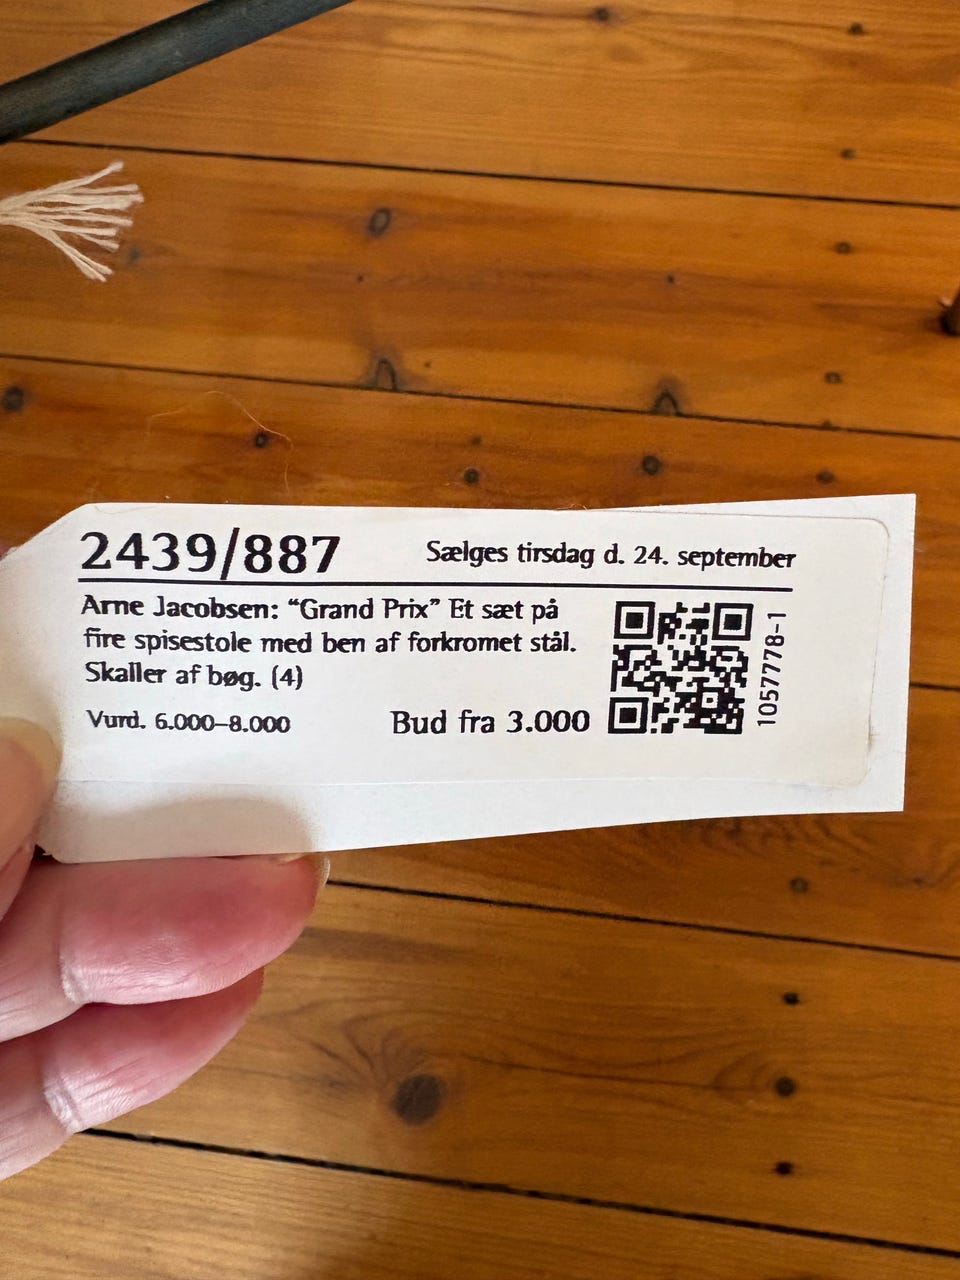 2439/887
Sælges tirsdag d. 24. september
Arne Jacobsen: “Grand Prix” Et sæt på
fire spisestole med ben af forkromet stål.
Skaller af bøg. (4)
Vurd. 6.000–8.000
Bud fra 3.000
1057778-1